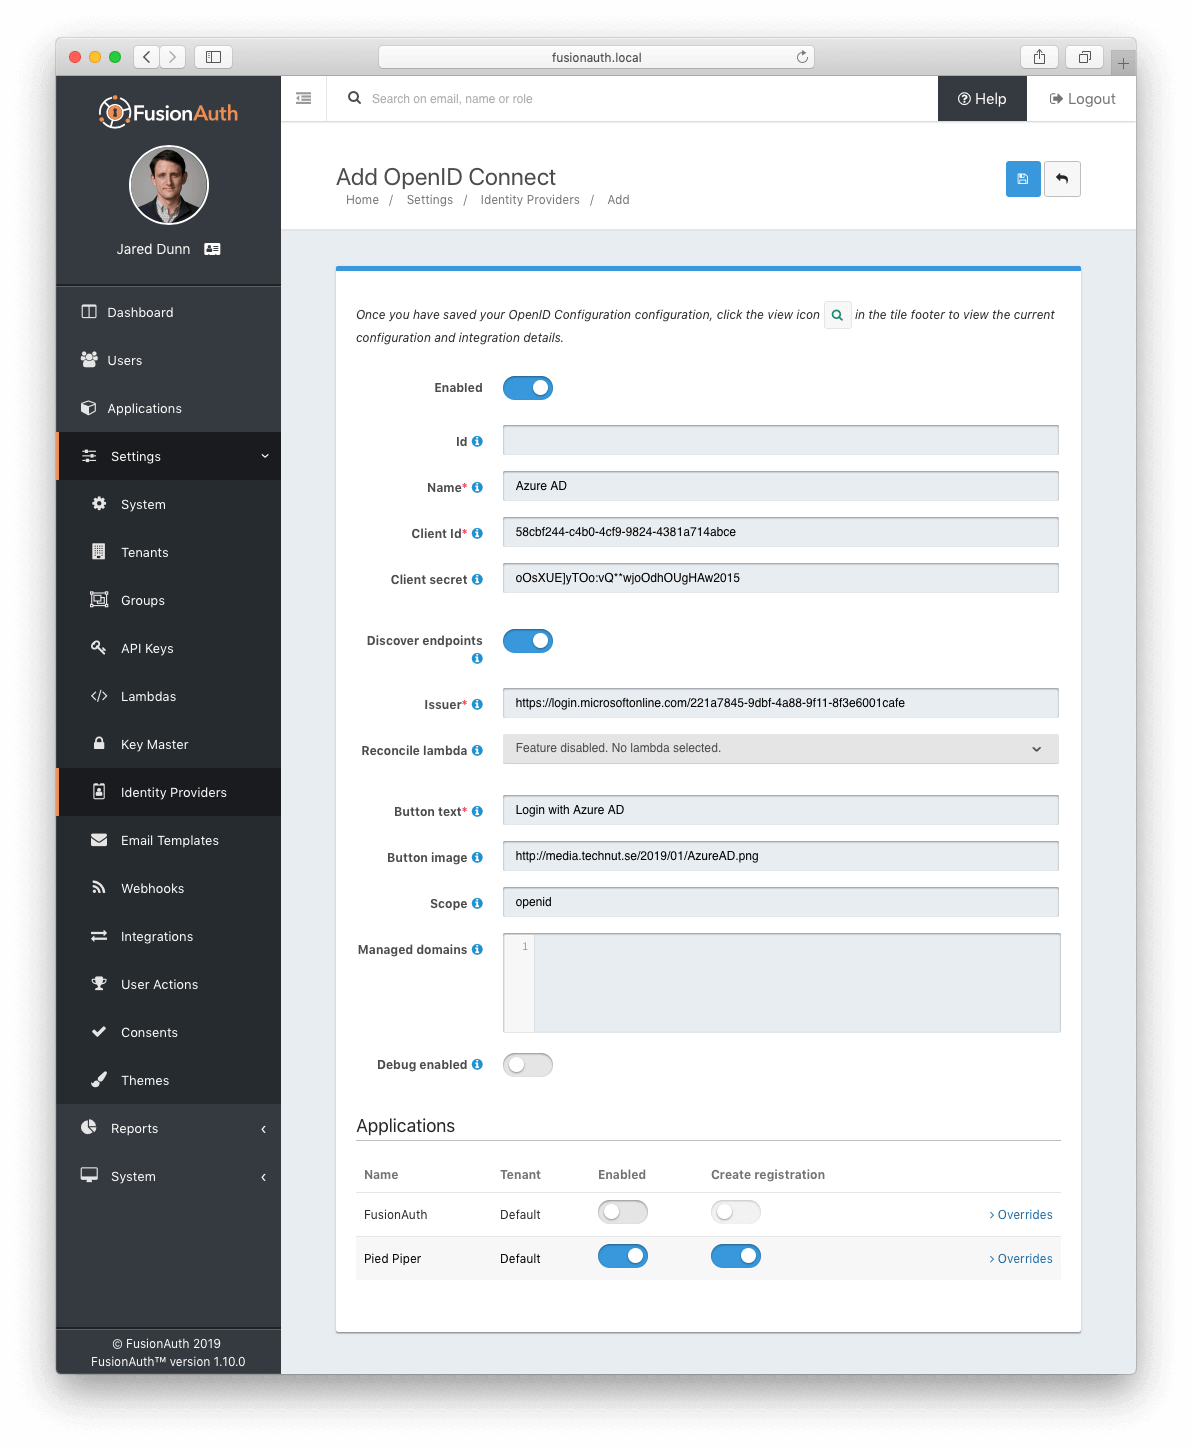 fusionauth.local
FusionAuth
Search on email, name or role
Help
Logout
Jared Dunn
Add OpenID Connect
Home / Settings / Identity Providers / Add
Dashboard
Users
Applications
Settings
System
Tenants
Groups
API Keys
Lambdas
Key Master
Identity Providers
Email Templates
Webhooks
Integrations
User Actions
Consents
Themes
Reports
System
© FusionAuth 2019
FusionAuth™ version 1.10.0
Once you have saved your OpenID Configuration configuration, click the view icon in the tile footer to view the current
configuration and integration details.
Enabled
Id
Name* Azure AD
Client Id* 58cbf244-c4b0-4cf9-9824-4381a714abce
Client secret oOsXUE]yTOo:vQ**wjoOdhOUgHAw2015
Discover endpoints
Issuer* https://login.microsoftonline.com/221a7845-9dbf-4a88-9f11-8f3e6001cafe
Reconcile lambda Feature disabled. No lambda selected.
Button text* Login with Azure AD
Button image http://media.technut.se/2019/01/AzureAD.png
Scope openid
Managed domains 1
Debug enabled
Applications
Name Tenant Enabled Create registration
FusionAuth Default > Overrides
Pied Piper Default > Overrides